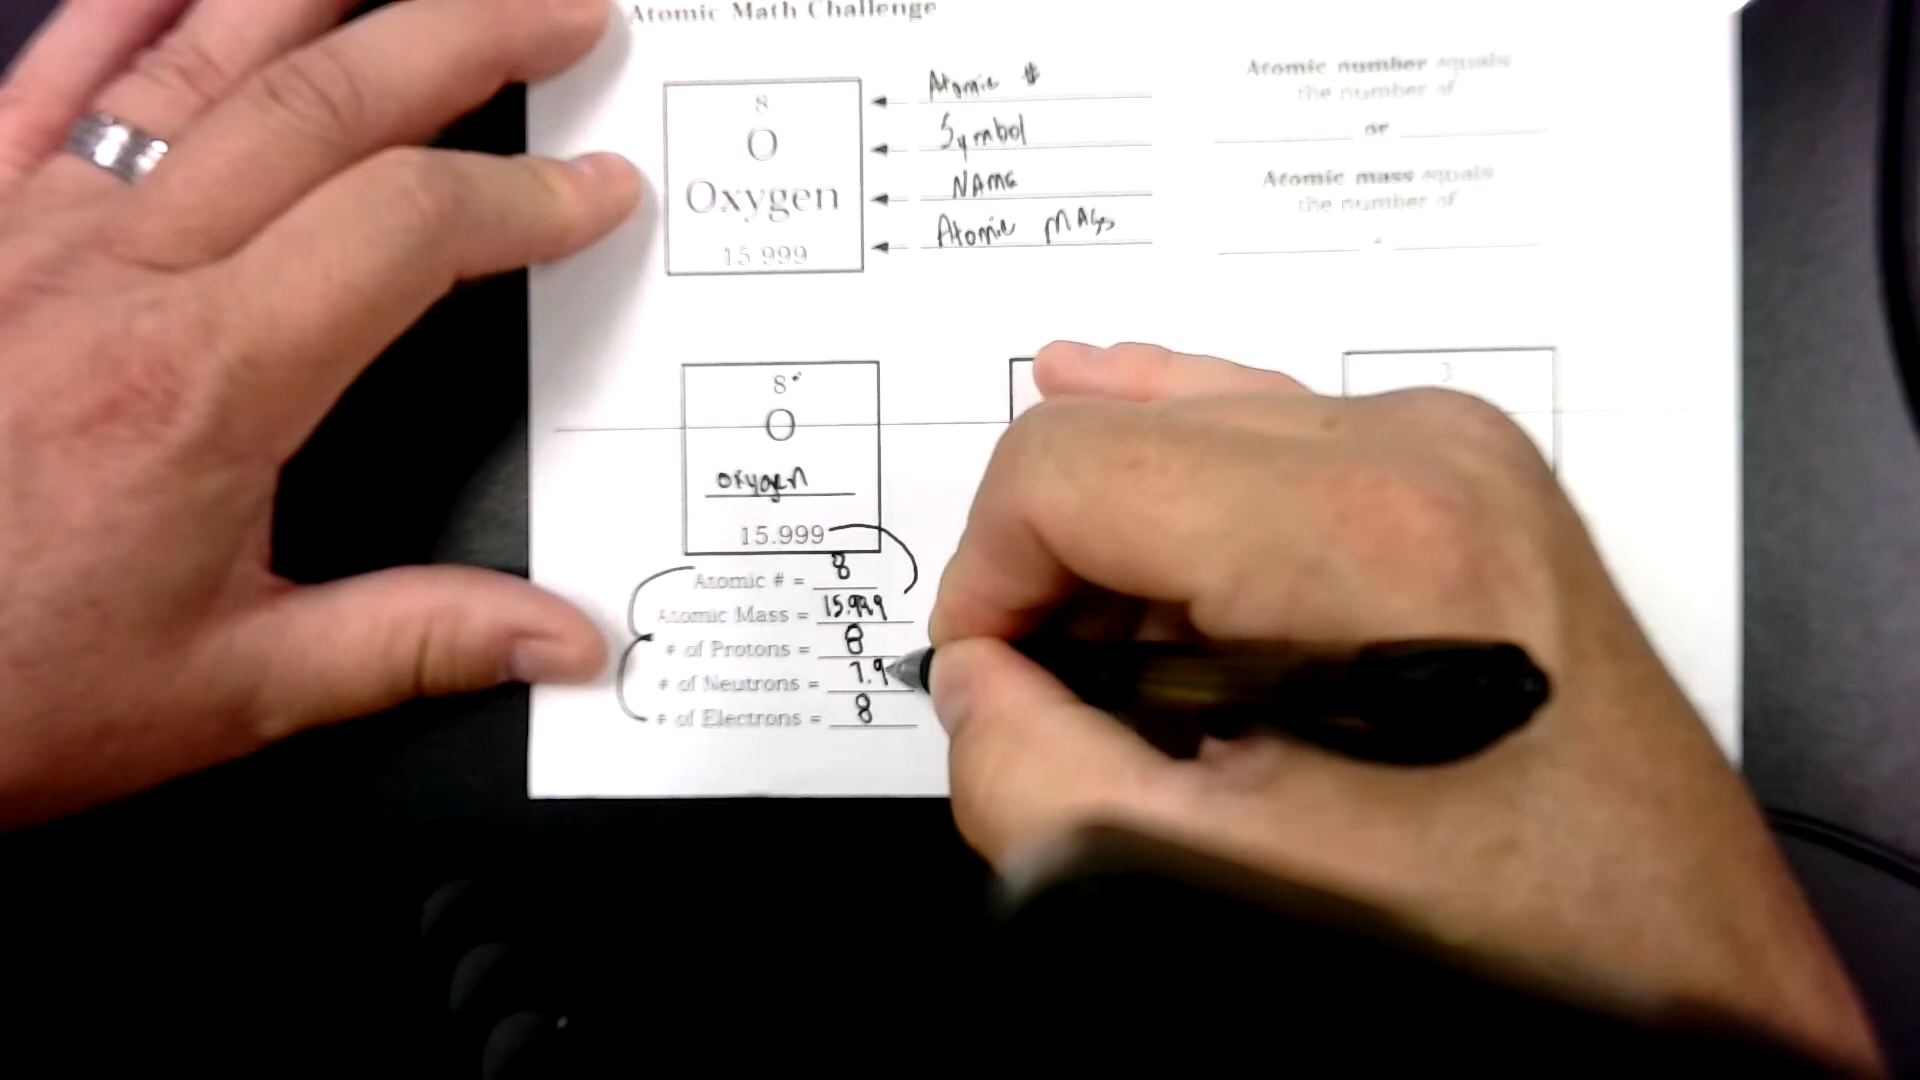 Atomic Math Challenge
8
O
Oxygen
15.999
Atomic #
Symbol
NAME
Atomic MASS
Atomic number equals
the number of
or
Atomic mass equals
the number of
8
O
oxygen
15.999
Atomic # = 8
Atomic Mass = 15.999
# of Protons = 8
# of Neutrons = 7.9
# of Electrons = 8
3